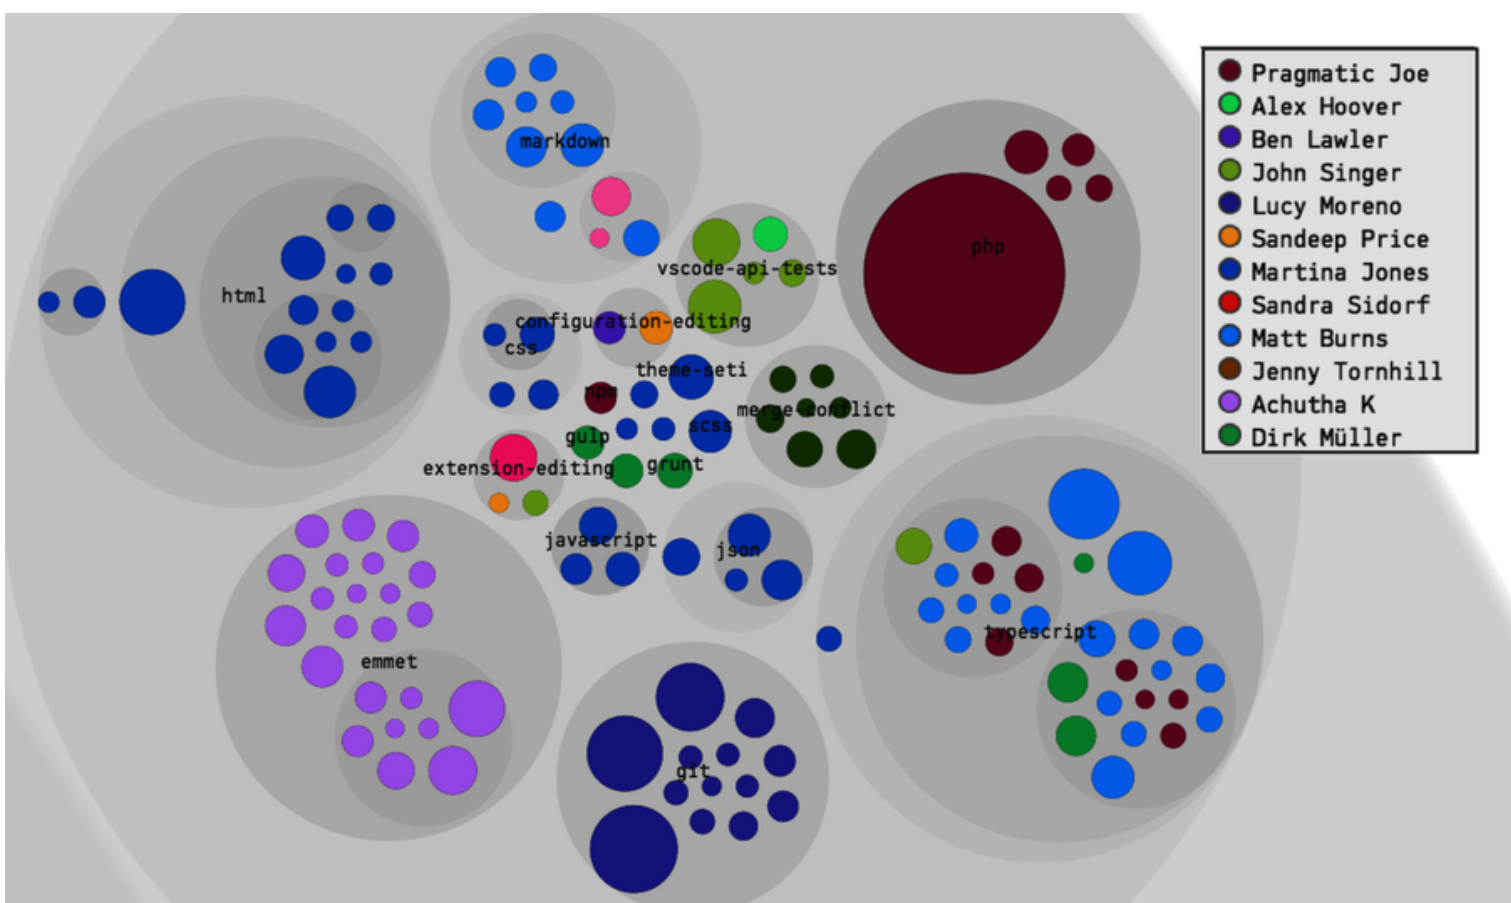 markdown
php
vscode-api-tests
html
configuration-editing
css
theme-seti
npm
merge-conflict
scss
gulp
grunt
extension-editing
javascript
json
typescript
emmet
git
Pragmatic Joe
Alex Hoover
Ben Lawler
John Singer
Lucy Moreno
Sandeep Price
Martina Jones
Sandra Sidorf
Matt Burns
Jenny Tornhill
Achutha K
Dirk Müller